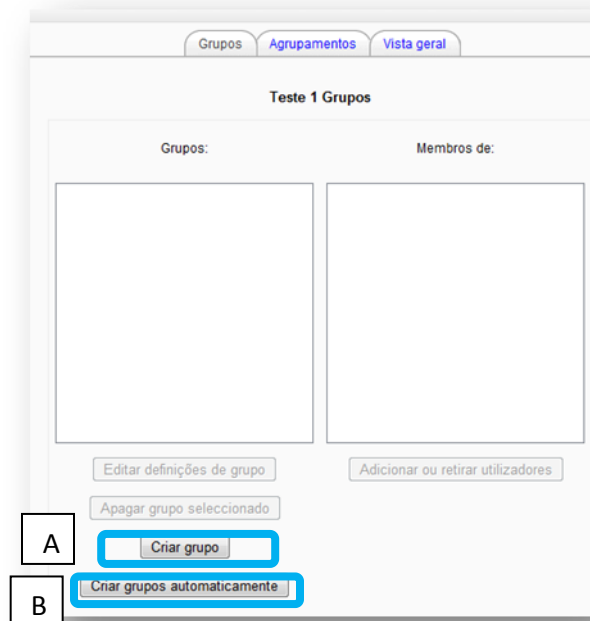 Grupos Agrupamentos Vista geral
Teste 1 Grupos
Grupos: Membros de:
Editar definições de grupo Adicionar ou retirar utilizadores
Apagar grupo seleccionado
A Criar grupo
Criar grupos automaticamente
B